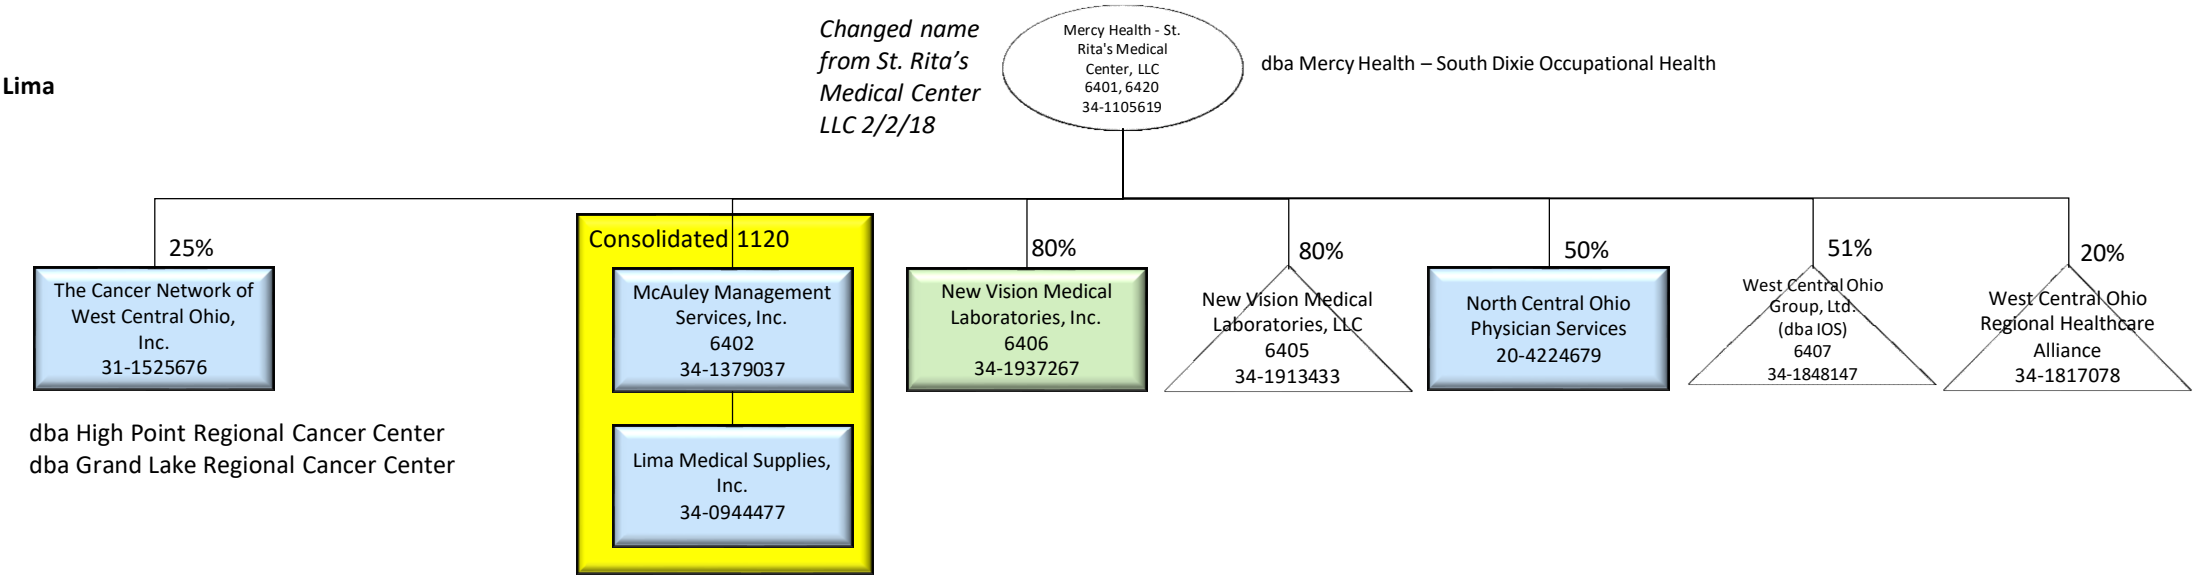 Lima
Changed name
from St. Rita’s
Medical Center
LLC 2/2/18
Mercy Health - St.
Rita's Medical
Center, LLC
6401, 6420
34-1105619
dba Mercy Health – South Dixie Occupational Health
25%
The Cancer Network of
West Central Ohio,
Inc.
31-1525676
dba High Point Regional Cancer Center
dba Grand Lake Regional Cancer Center
Consolidated 1120
McAuley Management
Services, Inc.
6402
34-1379037
Lima Medical Supplies,
Inc.
34-0944477
80%
New Vision Medical
Laboratories, Inc.
6406
34-1937267
80%
New Vision Medical
Laboratories, LLC
6405
34-1913433
50%
North Central Ohio
Physician Services
20-4224679
51%
West Central Ohio
Group, Ltd.
(dba IOS)
6407
34-1848147
20%
West Central Ohio
Regional Healthcare
Alliance
34-1817078